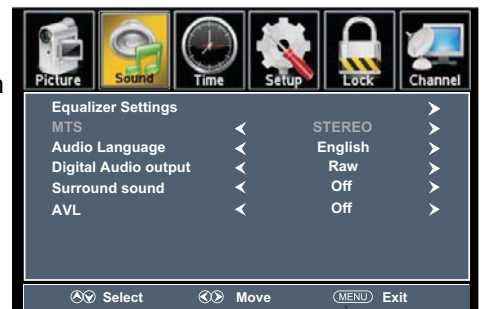 Picture Sound Time Setup Lock Channel
Equalizer Settings
MTS STEREO
Audio Language English
Digital Audio output Raw
Surround sound Off
AVL Off
Select Move MENU Exit